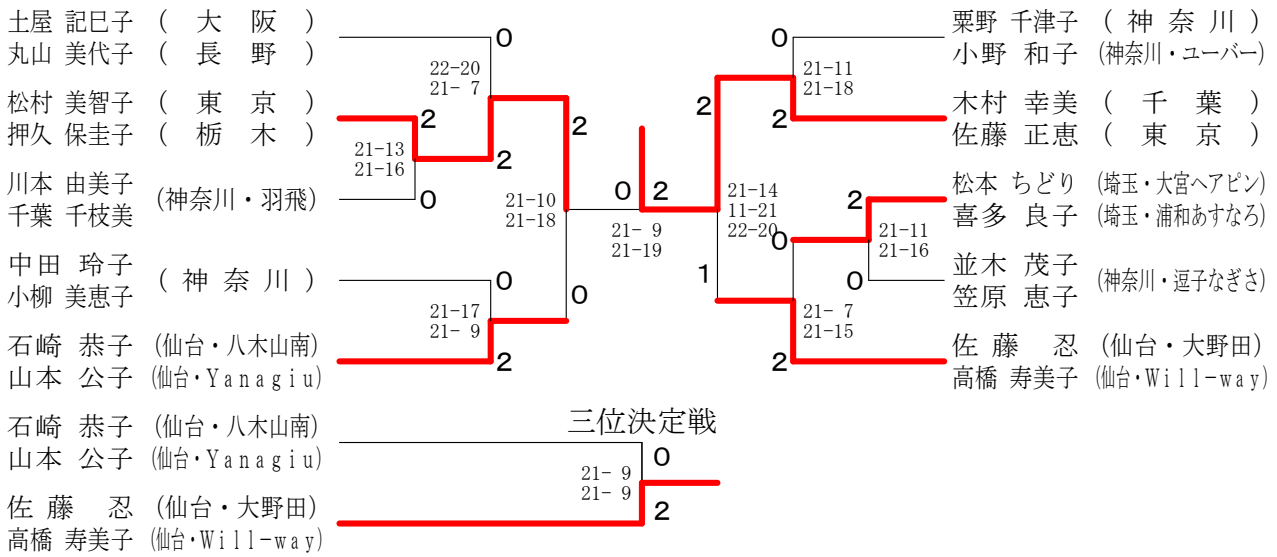 土屋 記巳子 ( 大 阪 )
丸山 美代子 ( 長 野 )
0
22-20
21- 7
松村 美智子 ( 東 京 )
押久 保圭子 ( 栃 木 )
2
2
21-13
21-16
2
川本 由美子
千葉 千枝美
(神奈川・羽飛)
0
21-10
21-18
中田 玲子
小柳 美恵子
( 神 奈 川 )
0
0
21-17
21- 9
石崎 恭子 (仙台・八木山南)
山本 公子 (仙台・Yanagiu)
2
0
2
21- 9
21-19
粟野 千津子 ( 神 奈 川 )
小野 和子 (神奈川・ユーバー)
0
21-11
21-18
2
木村 幸美 ( 千 葉 )
佐藤 正恵 ( 東 京 )
2
21-14
11-21
22-20
松本 ちどり (埼玉・大宮ヘアピン)
喜多 良子 (埼玉・浦和あすなろ)
2
0
21-11
21-16
並木 茂子
笠原 恵子
(神奈川・逗子なぎさ)
0
1
21- 7
21-15
佐 藤 忍 (仙台・大野田)
高橋 寿美子 (仙台・Will-way)
2
三位決定戦
石崎 恭子 (仙台・八木山南)
山本 公子 (仙台・Yanagiu)
0
21- 9
21- 9
佐 藤 忍 (仙台・大野田)
高橋 寿美子 (仙台・Will-way)
2